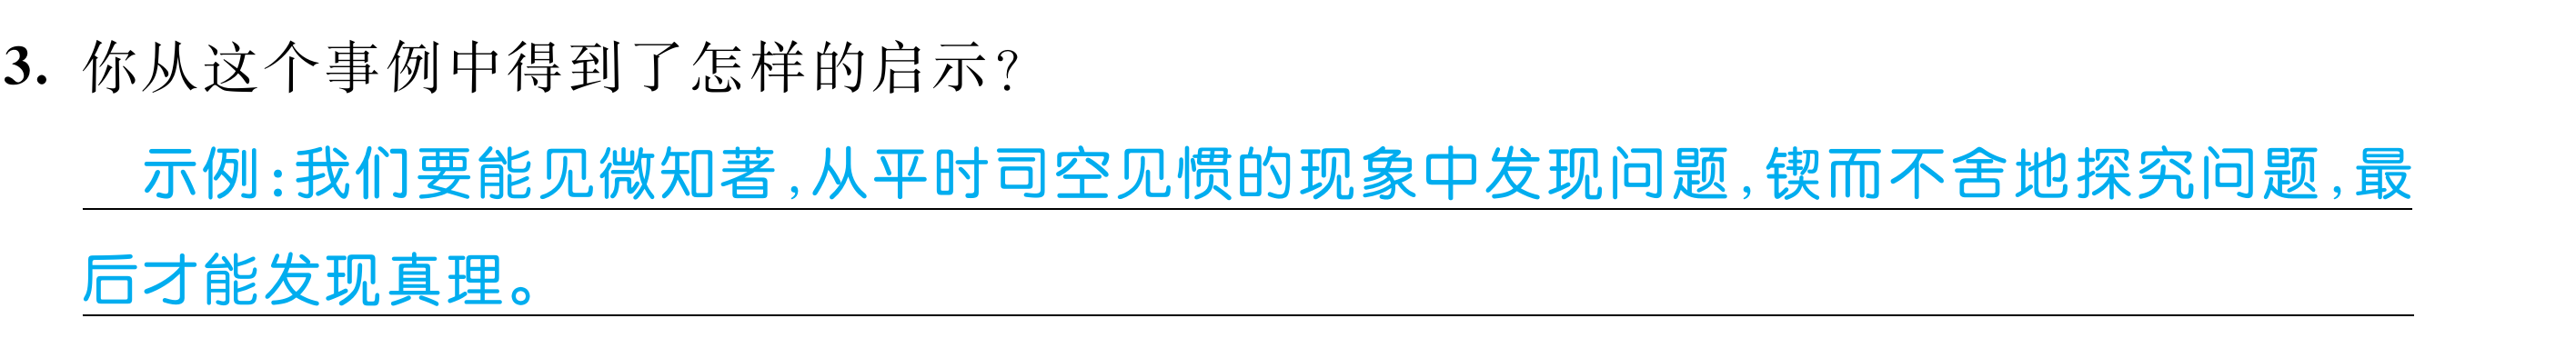 3. 你从这个事例中得到了怎样的启示?
示例:我们要能见微知著,从平时司空见惯的现象中发现问题,锲而不舍地探究问题,最
后才能发现真理。